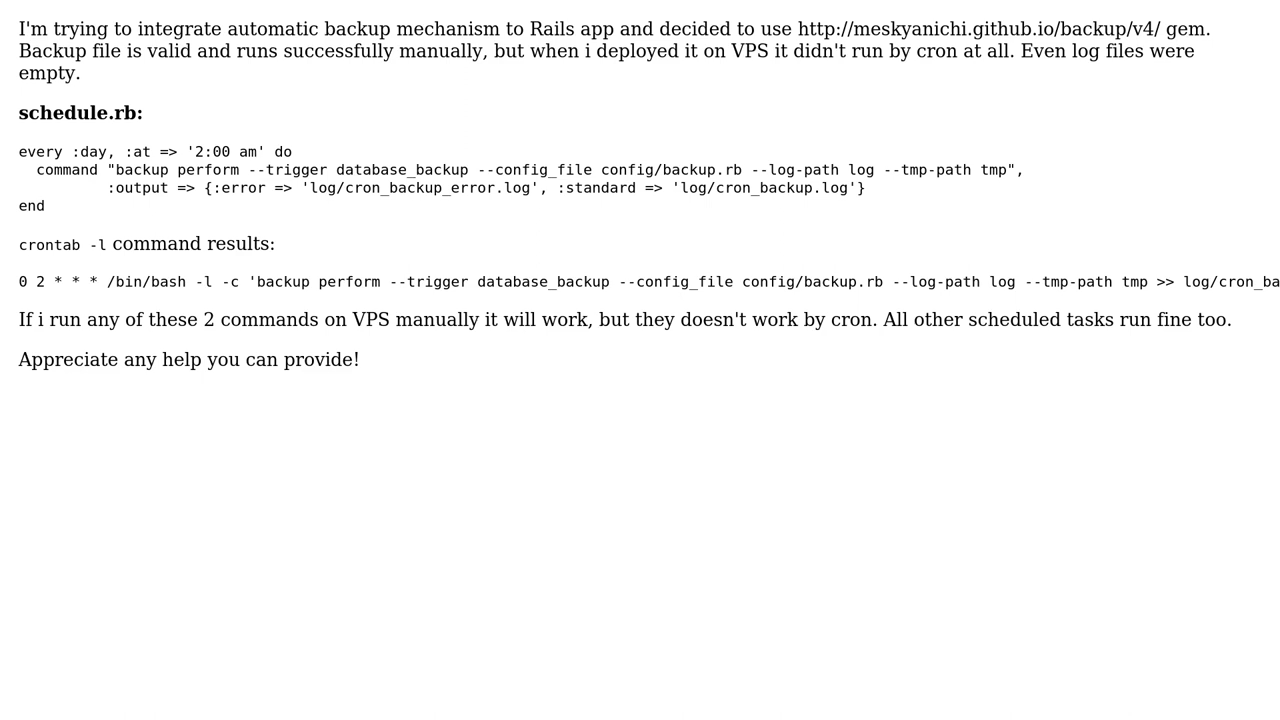 I'm trying to integrate automatic backup mechanism to Rails app and decided to use http://meskyanichi.github.io/backup/v4/ gem.
Backup file is valid and runs successfully manually, but when i deployed it on VPS it didn't run by cron at all. Even log files were
empty.
schedule.rb:
every :day, :at => '2:00 am' do
  command "backup perform --trigger database_backup --config_file config/backup.rb --log-path log --tmp-path tmp",
          :output => {:error => 'log/cron_backup_error.log', :standard => 'log/cron_backup.log'}
end
crontab -l command results:
0 2 * * * /bin/bash -l -c 'backup perform --trigger database_backup --config_file config/backup.rb --log-path log --tmp-path tmp >> log/cron_ba
If i run any of these 2 commands on VPS manually it will work, but they doesn't work by cron. All other scheduled tasks run fine too.
Appreciate any help you can provide!